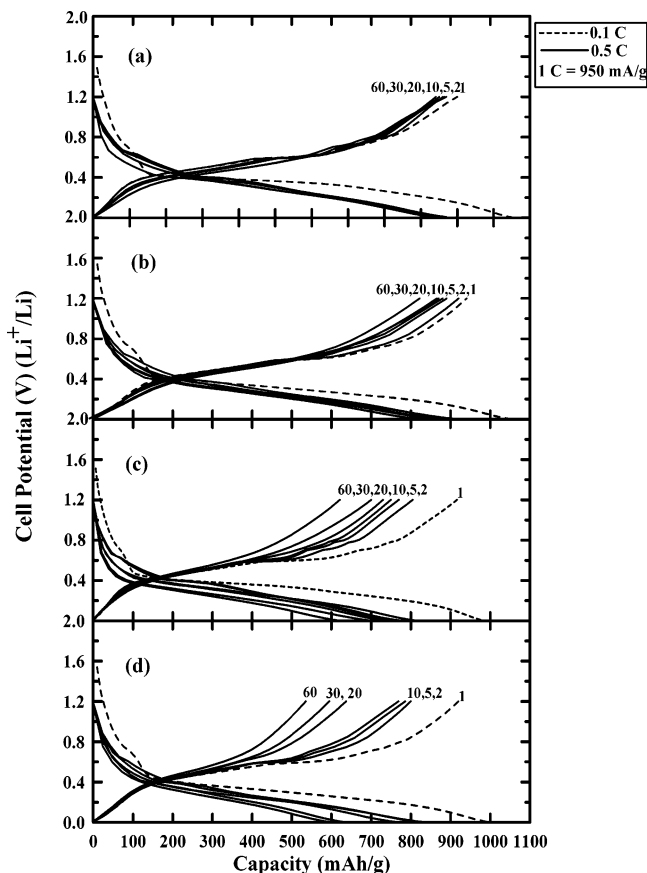 2.0
0.1 C
0.5 C
1 C = 950 mA/g
(a)
1.6
1.2
60,30,20,10,5,2 1
0.8
0.4
2.0
(b)
1.6
60,30,20,10,5,2,1
1.2
0.8
0.4
2.0
(c)
1.6
60,30,20,10,5,2
1
1.2
0.8
0.4
2.0
(d)
1.6
60
30, 20
10,5,2
1
1.2
0.8
0.4
0.0
0 100 200 300 400 500 600 700 800 900 1000 1100
Capacity (mAh/g)
Cell Potential (V) (Li⁺/Li)